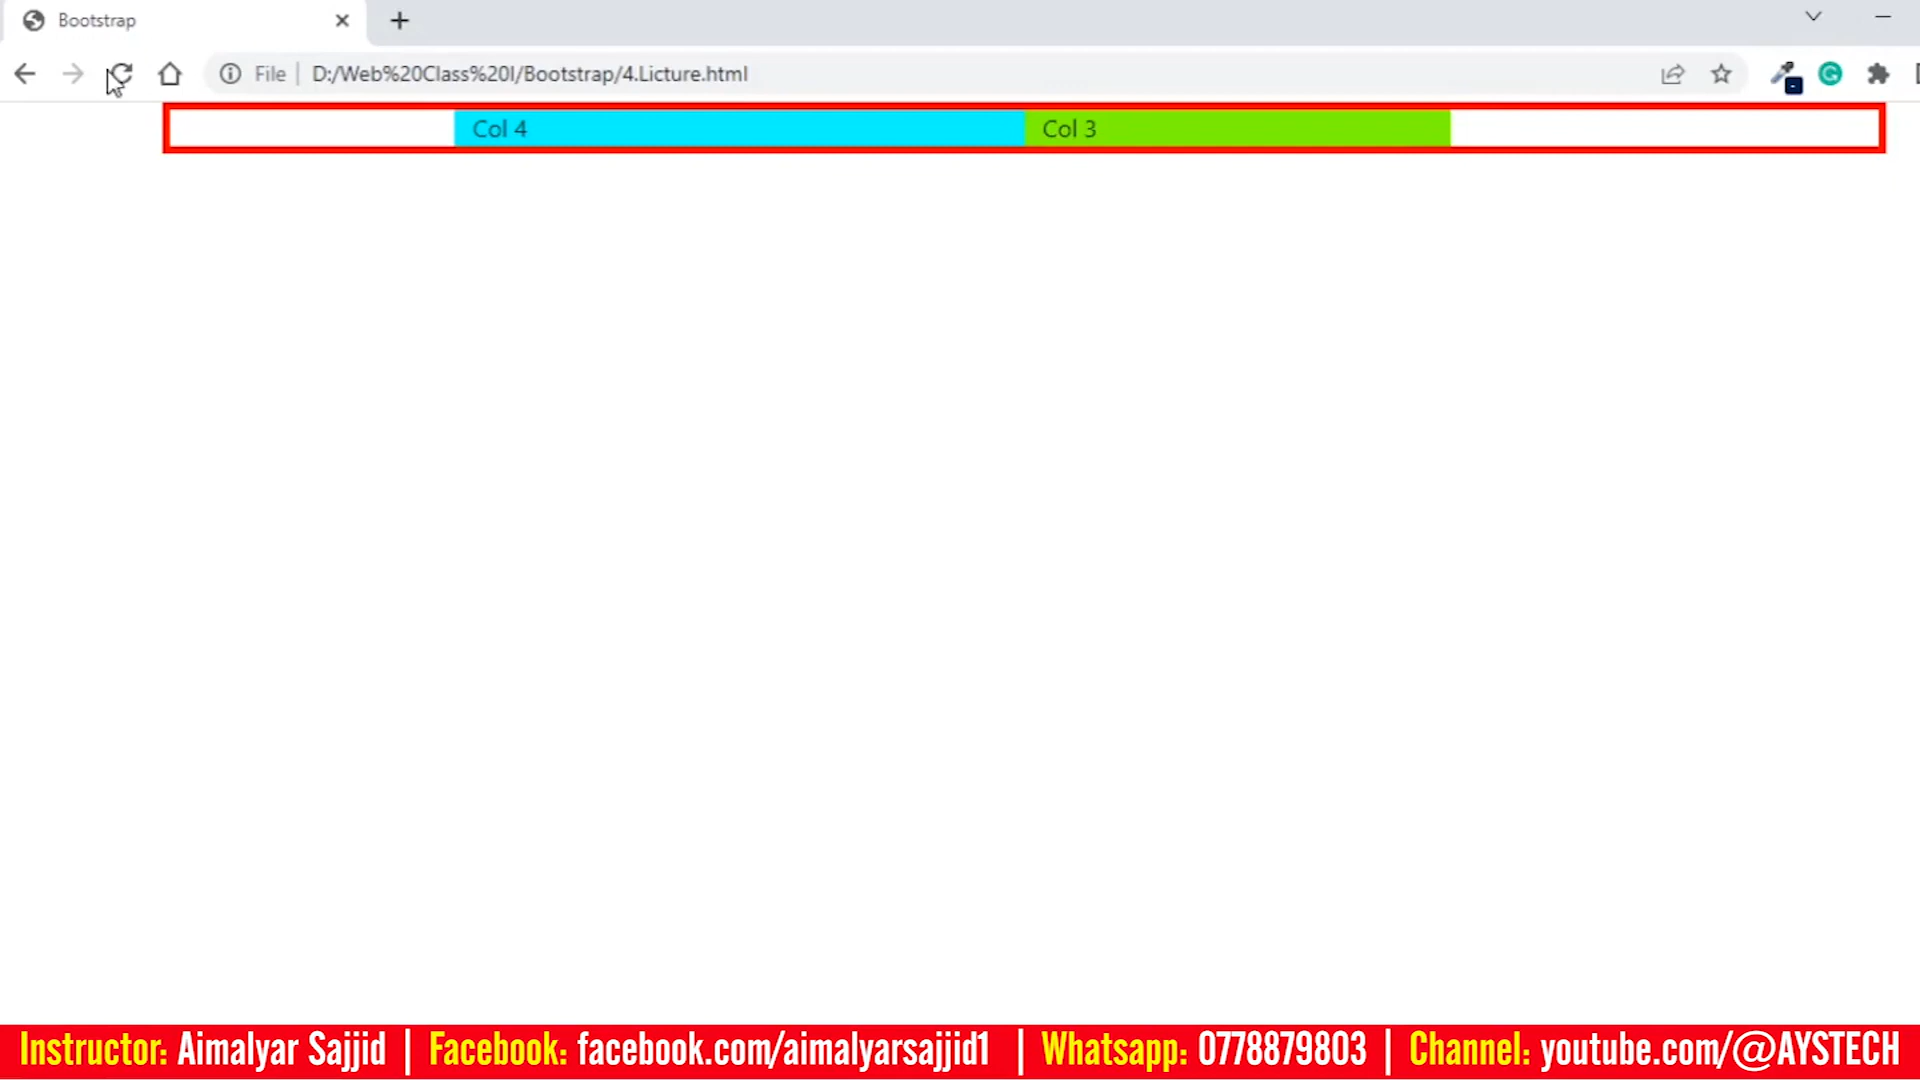 Bootstrap
File | D:/Web%20Class%20I/Bootstrap/4.Licture.html
Col 4 Col 3
Instructor: Aimalyar Sajjid | Facebook: facebook.com/aimalyarsajjid1 | Whatsapp: 0778879803 | Channel: youtube.com/@AYSTECH